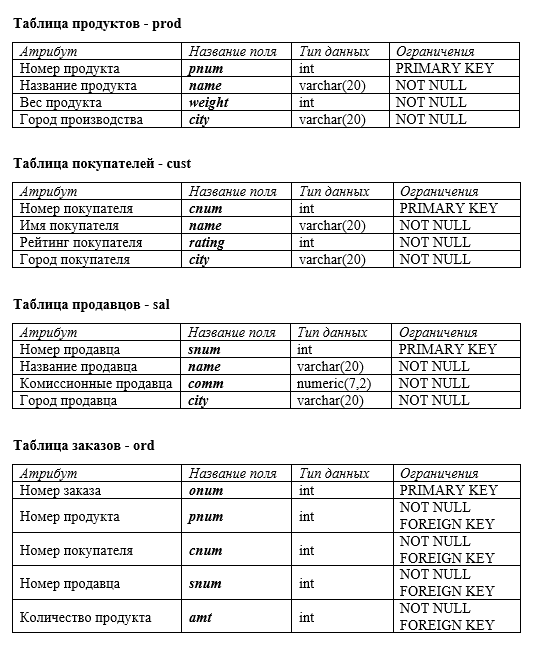 Таблица продуктов - prod
Атрибут Название поля Тип данных Ограничения
Номер продукта pnum int PRIMARY KEY
Название продукта name varchar(20) NOT NULL
Вес продукта weight int NOT NULL
Город производства city varchar(20) NOT NULL
Таблица покупателей - cust
Атрибут Название поля Тип данных Ограничения
Номер покупателя cnum int PRIMARY KEY
Имя покупателя name varchar(20) NOT NULL
Рейтинг покупателя rating int NOT NULL
Город покупателя city varchar(20) NOT NULL
Таблица продавцов - sal
Атрибут Название поля Тип данных Ограничения
Номер продавца snum int PRIMARY KEY
Название продавца name varchar(20) NOT NULL
Комиссионные продавца comm numeric(7,2) NOT NULL
Город продавца city varchar(20) NOT NULL
Таблица заказов - ord
Атрибут Название поля Тип данных Ограничения
Номер заказа onum int PRIMARY KEY
Номер продукта pnum int NOT NULL
FOREIGN KEY
Номер покупателя cnum int NOT NULL
FOREIGN KEY
Номер продавца snum int NOT NULL
FOREIGN KEY
Количество продукта amt int NOT NULL
FOREIGN KEY